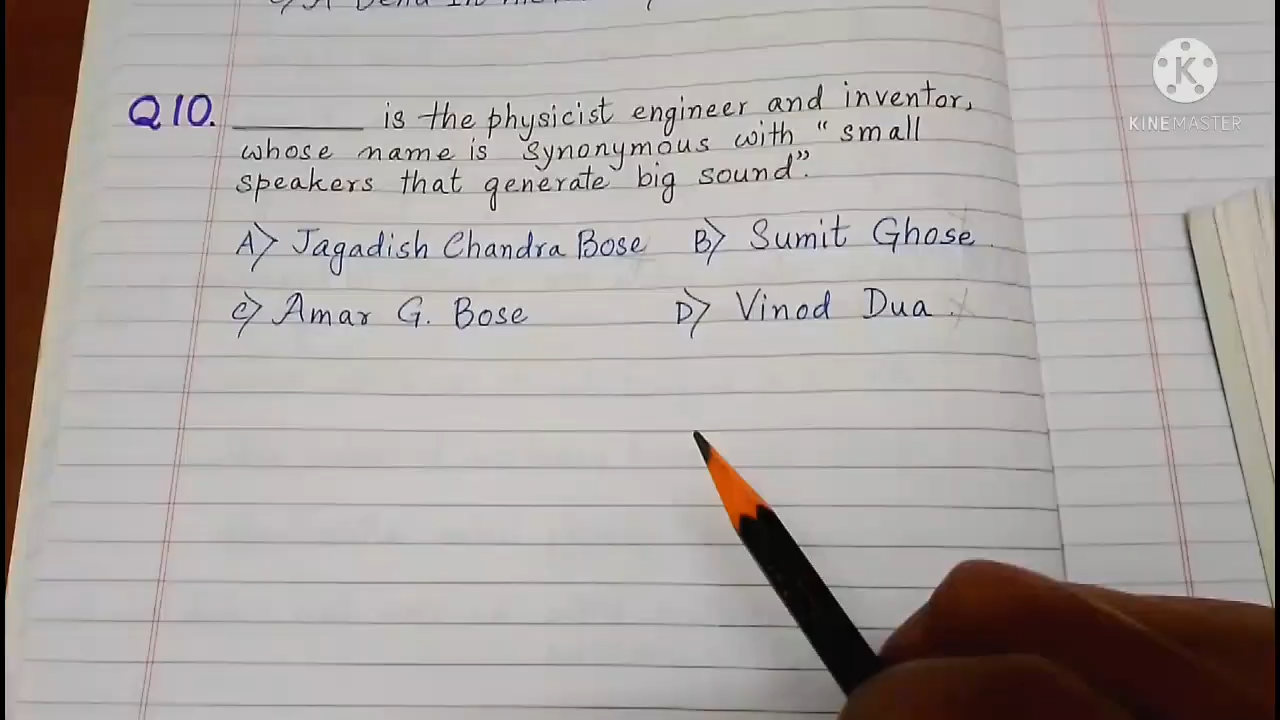 Q10. ______ is the physicist engineer and inventor,
whose name is synonymous with "small
speakers that generate big sound".
A) Jagadish Chandra Bose B) Sumit Ghose
C) Amar G. Bose D) Vinod Dua
K
KINEMASTER